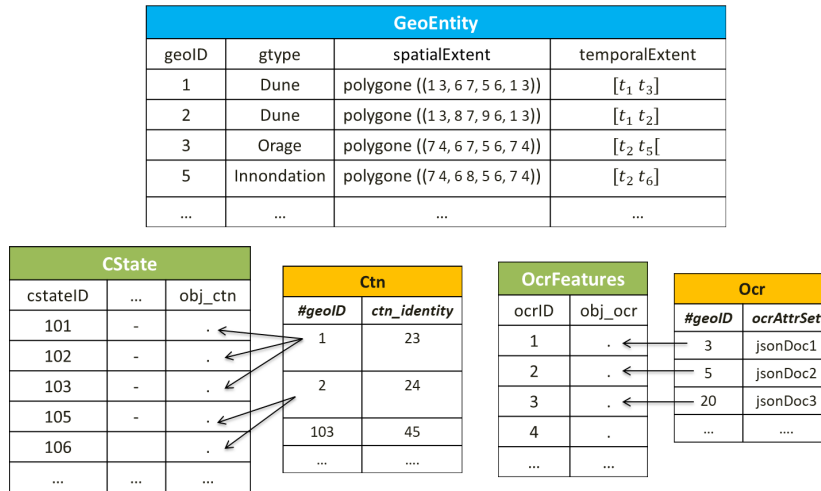 GeoEntity
geoID gtype spatialExtent temporalExtent
1 Dune polygone ((1 3, 6 7, 5 6, 1 3)) [t₁ t₃]
2 Dune polygone ((1 3, 8 7, 9 6, 1 3)) [t₁ t₂]
3 Orage polygone ((7 4, 6 7, 5 6, 7 4)) [t₂ t₅[
5 Innondation polygone ((7 4, 6 8, 5 6, 7 4)) [t₂ t₆]
... ... ... ...
CState
cstateID ... obj_ctn
101 - .
102 - .
103 - .
105 - .
106 .
... ... ...
Ctn
#geoID ctn_identity
1 23
2 24
103 45
... ....
OcrFeatures
ocrID obj_ocr
1 .
2 .
3 .
4 .
... ...
Ocr
#geoID ocrAttrSet
3 jsonDoc1
5 jsonDoc2
20 jsonDoc3
... ....